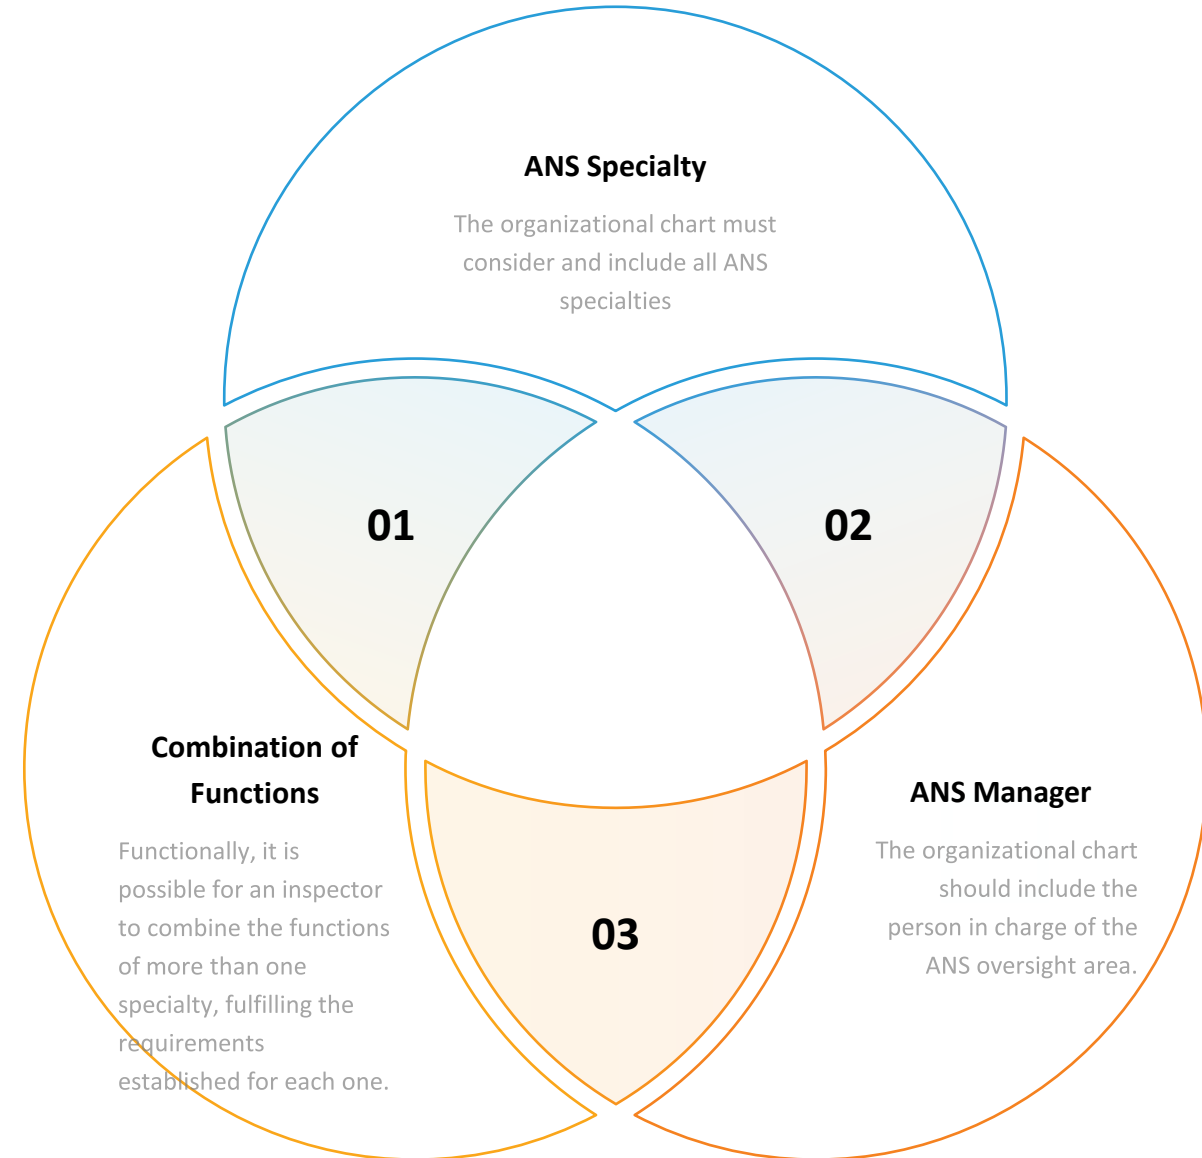 ANS Specialty
The organizational chart must
consider and include all ANS
specialties
01
02
Combination of
Functions
Functionally, it is
possible for an inspector
to combine the functions
of more than one
specialty, fulfilling the
requirements
established for each one.
03
ANS Manager
The organizational chart
should include the
person in charge of the
ANS oversight area.